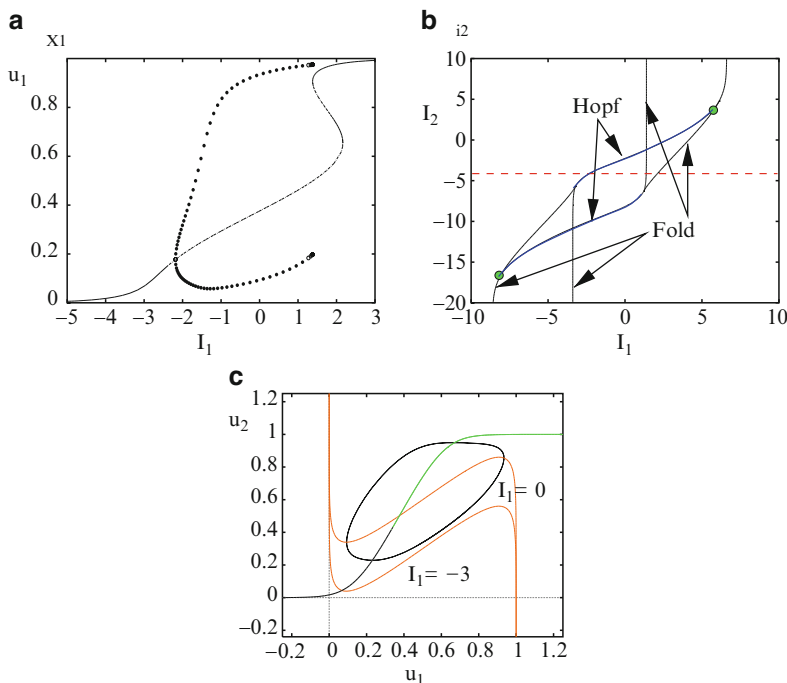 a
X1
u1
0.8
0.6
0.4
0.2
0
−5 −4 −3 −2 −1 0 1 2 3
I1
b
i2
I2
10
5
0
−5
−10
−15
−20
Hopf
Fold
−10 −5 0 5 10
I1
c
u2
1.2
1
0.8
0.6
0.4
0.2
0
−0.2
I1= 0
I1= −3
−0.2 0 0.2 0.4 0.6 0.8 1 1.2
u1